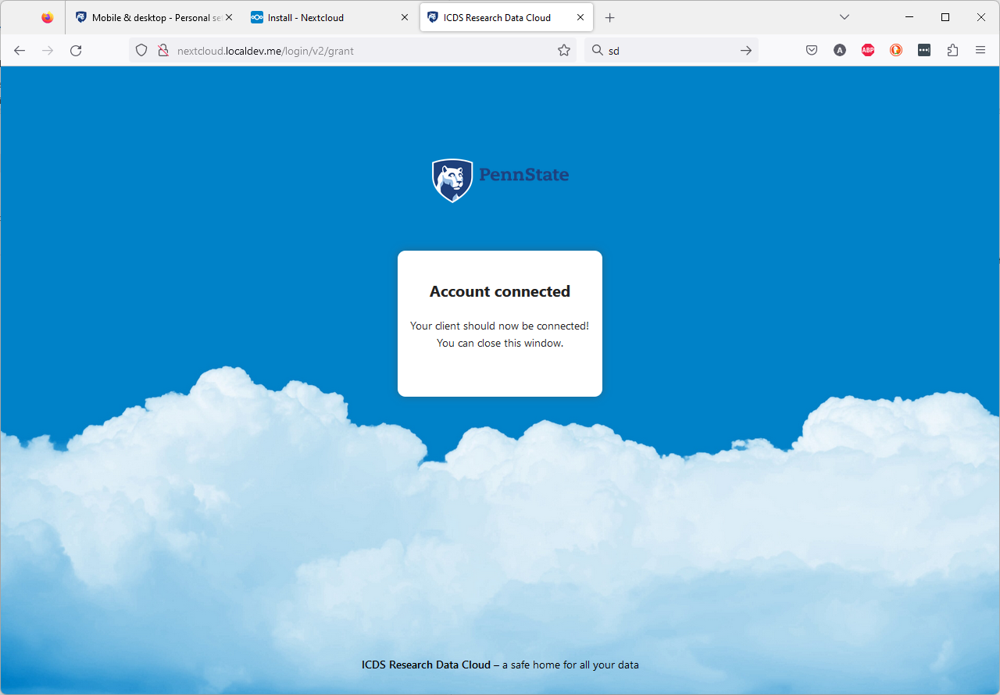 Mobile & desktop - Personal se
Install - Nextcloud
ICDS Research Data Cloud
nextcloud.localdev.me/login/v2/grant
sd
A
ABP
PennState
Account connected
Your client should now be connected!
You can close this window.
ICDS Research Data Cloud – a safe home for all your data